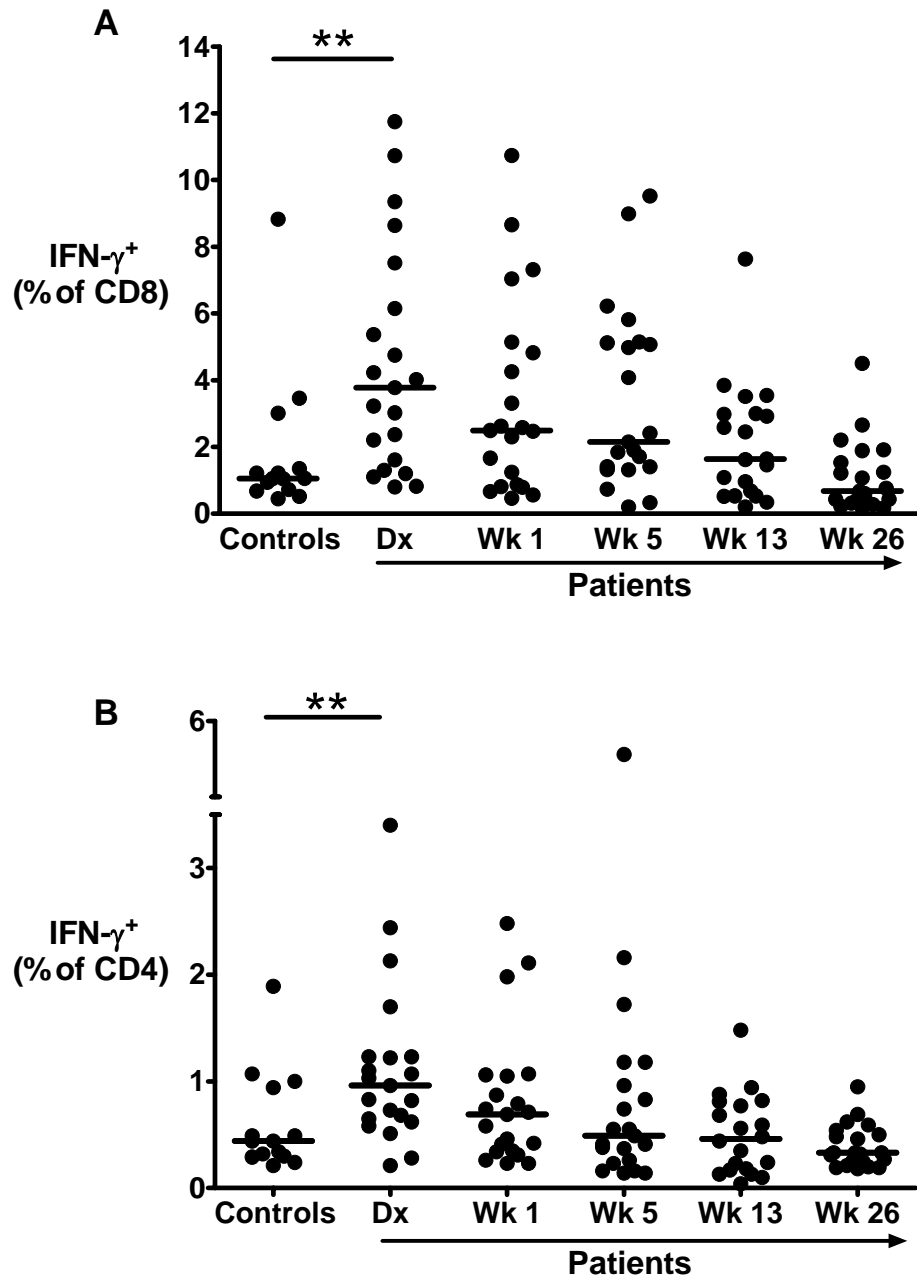 A
**
14
12
10
8
6
4
2
0
IFN-γ+
(% of CD8)
Controls Dx Wk 1 Wk 5 Wk 13 Wk 26
Patients
B
**
6
3
2
1
0
IFN-γ+
(% of CD4)
Controls Dx Wk 1 Wk 5 Wk 13 Wk 26
Patients